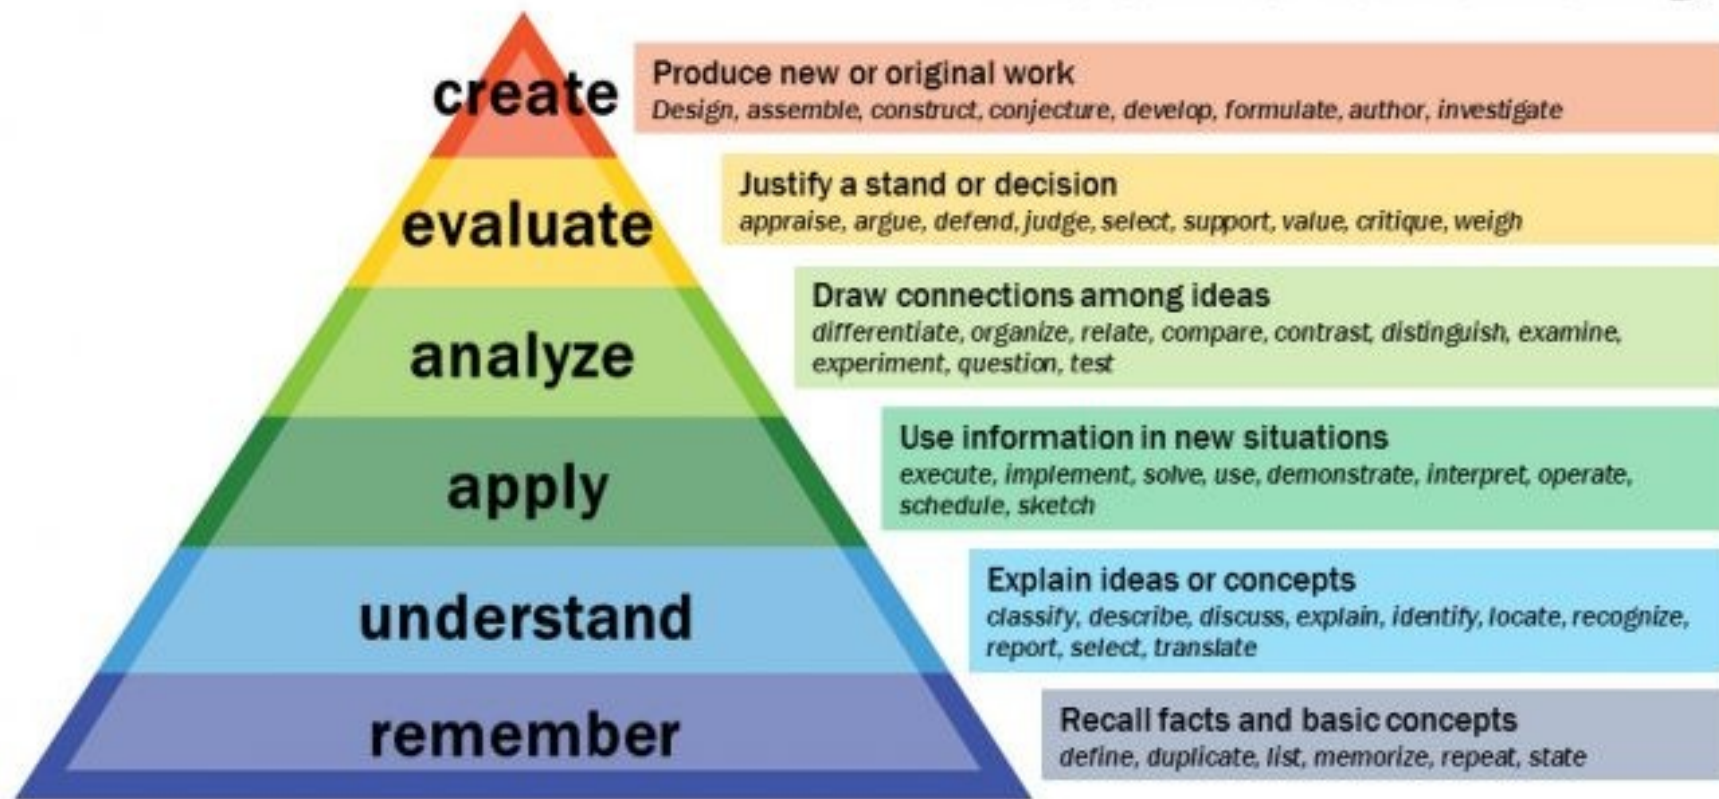 create
Produce new or original work
Design, assemble, construct, conjecture, develop, formulate, author, investigate
evaluate
Justify a stand or decision
appraise, argue, defend, judge, select, support, value, critique, weigh
analyze
Draw connections among ideas
differentiate, organize, relate, compare, contrast, distinguish, examine,
experiment, question, test
apply
Use information in new situations
execute, implement, solve, use, demonstrate, interpret, operate,
schedule, sketch
understand
Explain ideas or concepts
classify, describe, discuss, explain, identify, locate, recognize,
report, select, translate
remember
Recall facts and basic concepts
define, duplicate, list, memorize, repeat, state